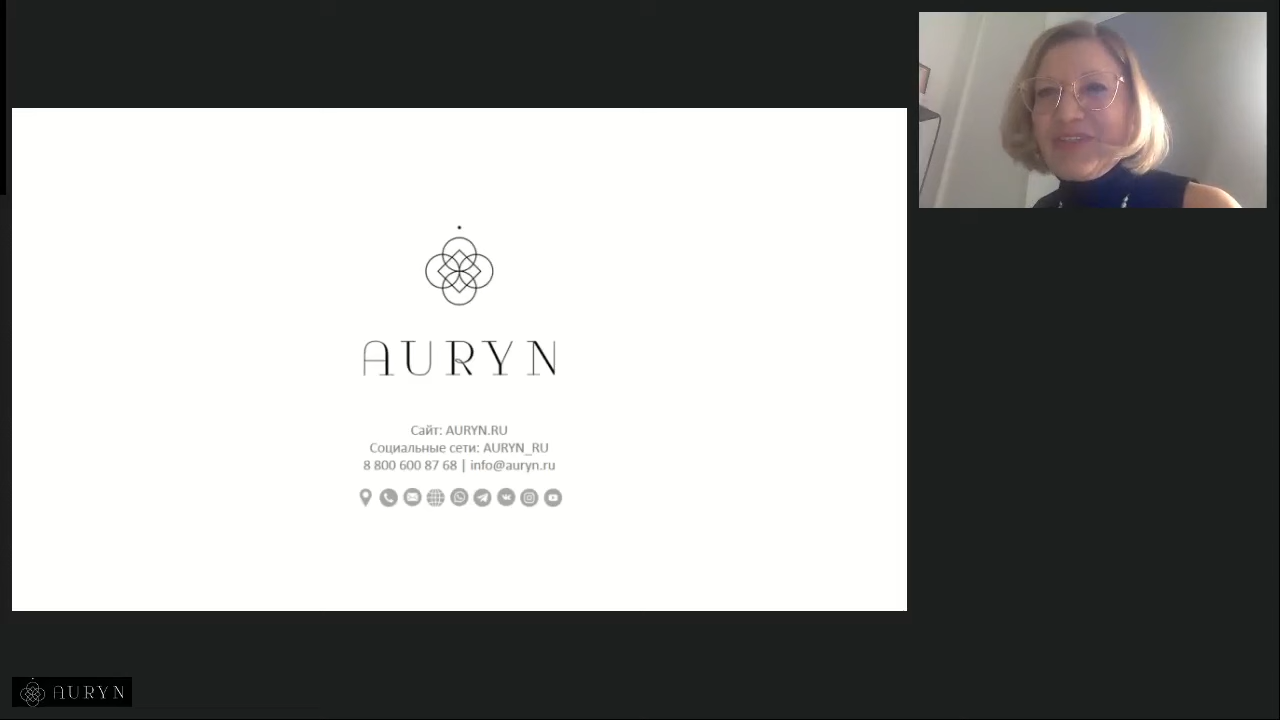 AURYN
Сайт: AURYN.RU
Социальные сети: AURYN_RU
8 800 600 87 68 | info@auryn.ru
AURYN